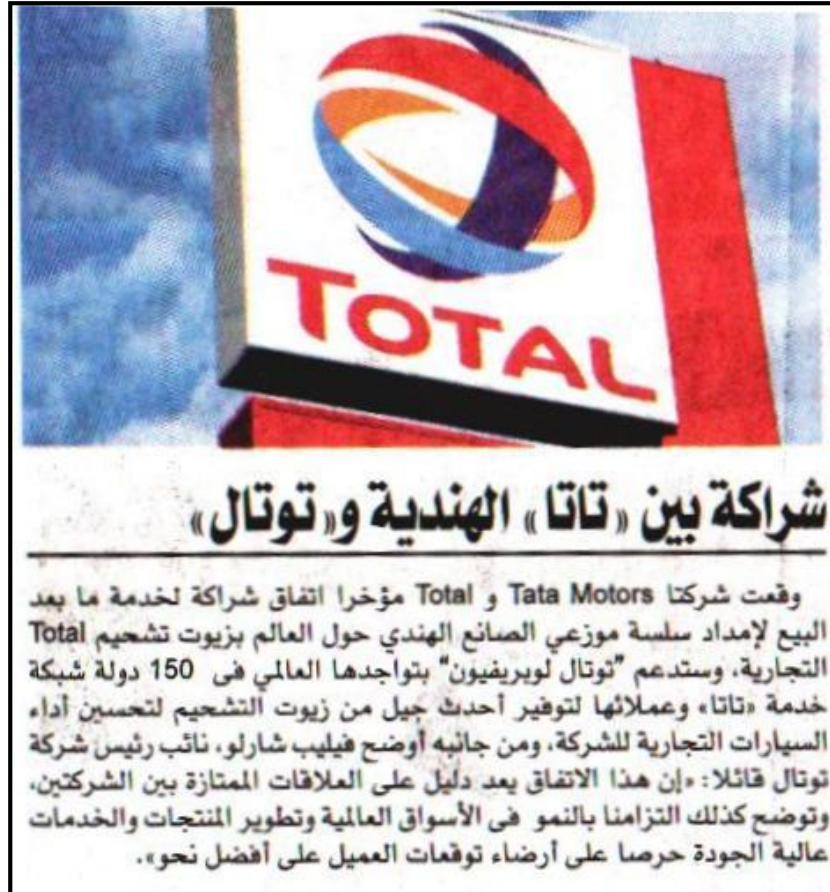 TOTAL
شراكة بين «تاتا» الهندية و«توتال»
وقعت شركتا Tata Motors و Total مؤخرا اتفاق شراكة لخدمة ما بعد
البيع لإمداد سلسة موزعي الصانع الهندي حول العالم بزيوت تشحيم Total
التجارية، وستدعم "توتال لوبريفيون" بتواجدها العالمي فى 150 دولة شبكة
خدمة «تاتا» وعملائها لتوفير أحدث جيل من زيوت التشحيم لتحسين أداء
السيارات التجارية للشركة، ومن جانبه أوضح فيليب شارلو، نائب رئيس شركة
توتال قائلا: «إن هذا الاتفاق يعد دليل على العلاقات الممتازة بين الشركتين،
وتوضح كذلك التزامنا بالنمو فى الأسواق العالمية وتطوير المنتجات والخدمات
عالية الجودة حرصا على أرضاء توقعات العميل على أفضل نحو».